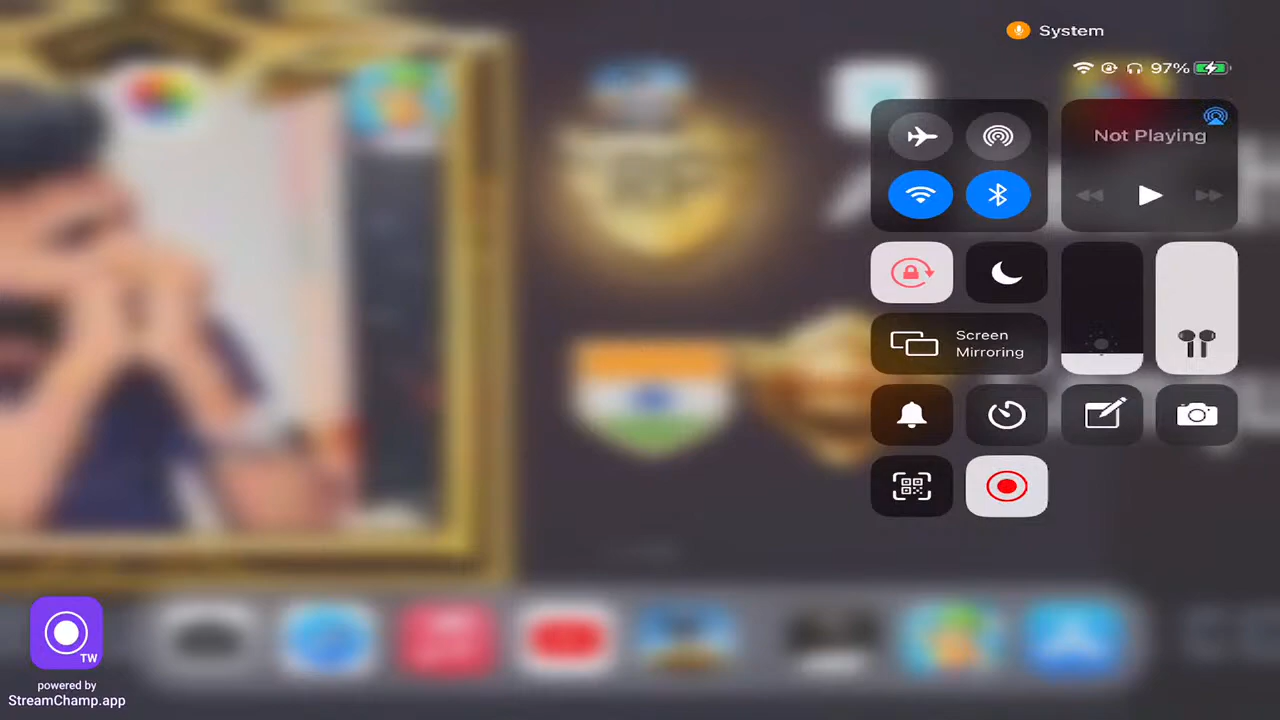 System
97%
Not Playing
Screen
Mirroring
TW
powered by
StreamChamp.app